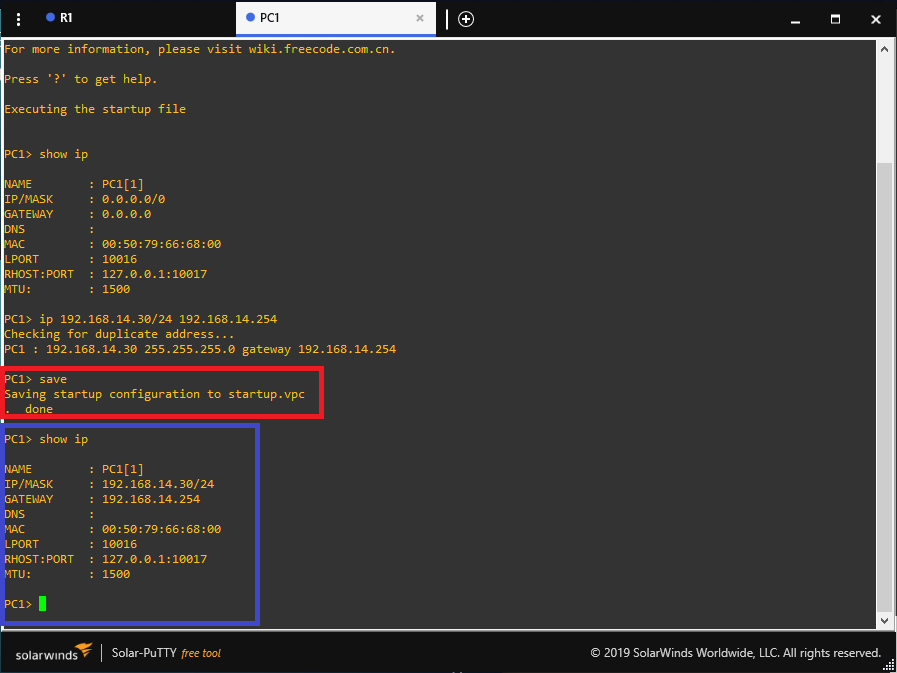 R1
PC1
For more information, please visit wiki.freecode.com.cn.
Press '?' to get help.
Executing the startup file
PC1> show ip
NAME        : PC1[1]
IP/MASK     : 0.0.0.0/0
GATEWAY     : 0.0.0.0
DNS         :
MAC         : 00:50:79:66:68:00
LPORT       : 10016
RHOST:PORT  : 127.0.0.1:10017
MTU:        : 1500
PC1> ip 192.168.14.30/24 192.168.14.254
Checking for duplicate address...
PC1 : 192.168.14.30 255.255.255.0 gateway 192.168.14.254
PC1> save
Saving startup configuration to startup.vpc
.  done
PC1> show ip
NAME        : PC1[1]
IP/MASK     : 192.168.14.30/24
GATEWAY     : 192.168.14.254
DNS         :
MAC         : 00:50:79:66:68:00
LPORT       : 10016
RHOST:PORT  : 127.0.0.1:10017
MTU:        : 1500
PC1>
solarwinds Solar-PuTTY free tool © 2019 SolarWinds Worldwide, LLC. All rights reserved.